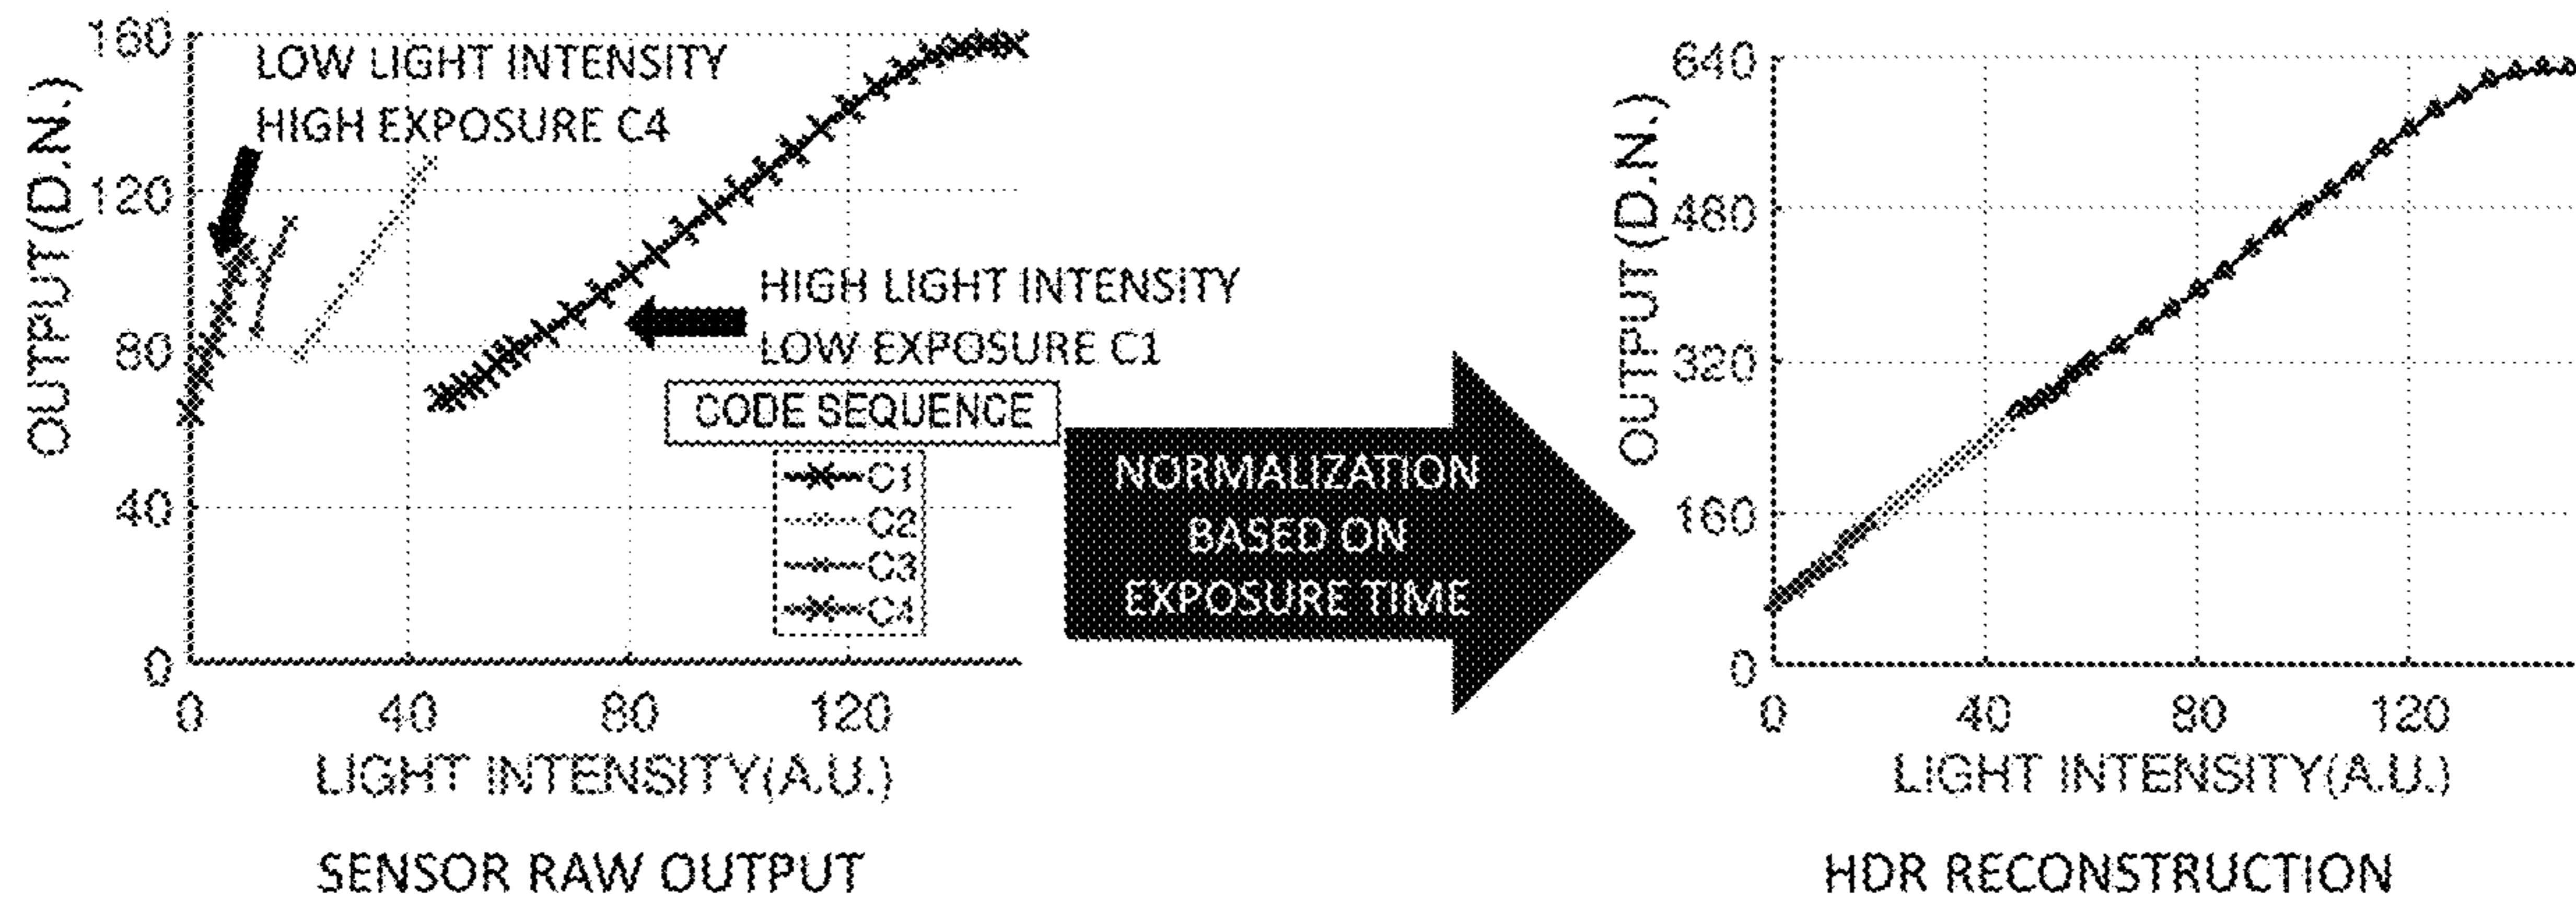 160
120
80
40
0
OUTPUT(D.N.)
LOW LIGHT INTENSITY
HIGH EXPOSURE C4
HIGH LIGHT INTENSITY
LOW EXPOSURE C1
CODE SEQUENCE
C1
C2
C3
C4
0 40 80 120
LIGHT INTENSITY(A.U.)
SENSOR RAW OUTPUT
NORMALIZATION
BASED ON
EXPOSURE TIME
640
480
320
160
0
OUTPUT(D.N.)
0 40 80 120
LIGHT INTENSITY(A.U.)
HDR RECONSTRUCTION